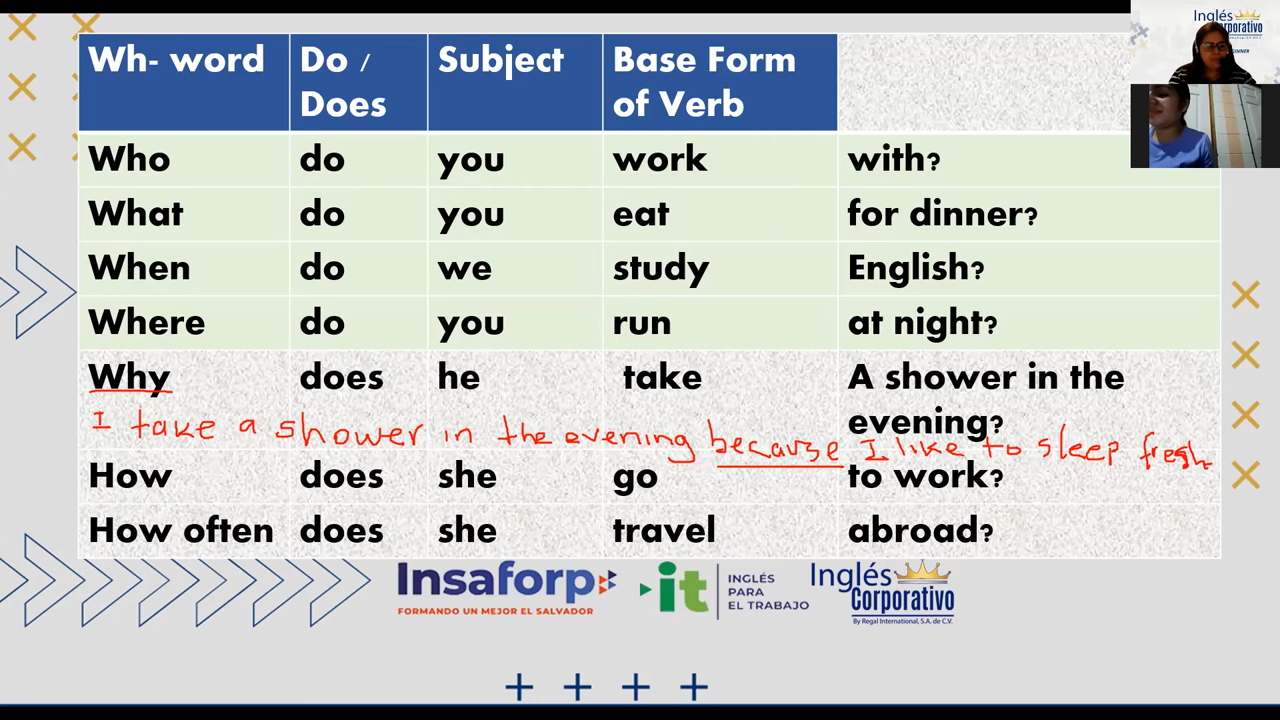 Inglés
Corporativo
Wh- word Do / Does Subject Base Form of Verb
Who do you work with?
What do you eat for dinner?
When do we study English?
Where do you run at night?
Why does he take A shower in the evening?
I take a shower in the evening because I like to sleep fresh
How does she go to work?
How often does she travel abroad?
Insaforp
FORMANDO UN MEJOR EL SALVADOR
it
INGLÉS
PARA
EL TRABAJO
Inglés
Corporativo
By Regal International, S.A. de C.V.